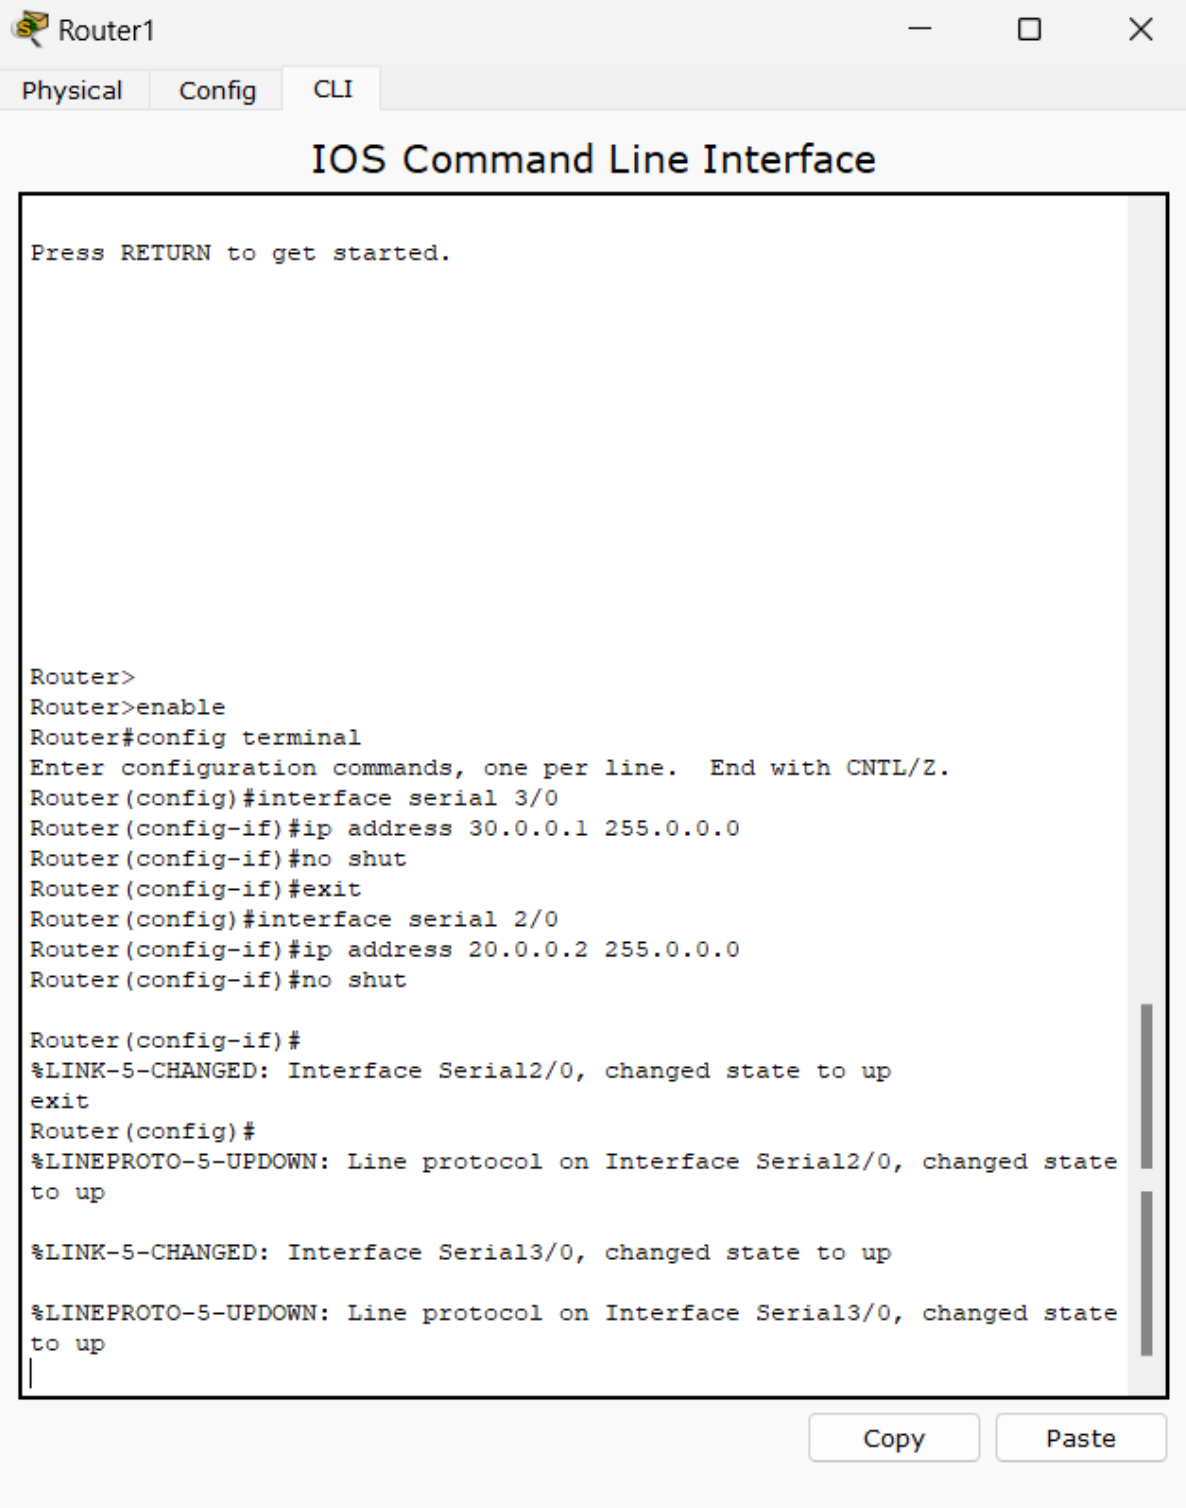 Router1
Physical Config CLI
IOS Command Line Interface
Press RETURN to get started.
Router>
Router>enable
Router#config terminal
Enter configuration commands, one per line.  End with CNTL/Z.
Router(config)#interface serial 3/0
Router(config-if)#ip address 30.0.0.1 255.0.0.0
Router(config-if)#no shut
Router(config-if)#exit
Router(config)#interface serial 2/0
Router(config-if)#ip address 20.0.0.2 255.0.0.0
Router(config-if)#no shut
Router(config-if)#
%LINK-5-CHANGED: Interface Serial2/0, changed state to up
exit
Router(config)#
%LINEPROTO-5-UPDOWN: Line protocol on Interface Serial2/0, changed state
to up
%LINK-5-CHANGED: Interface Serial3/0, changed state to up
%LINEPROTO-5-UPDOWN: Line protocol on Interface Serial3/0, changed state
to up
Copy Paste